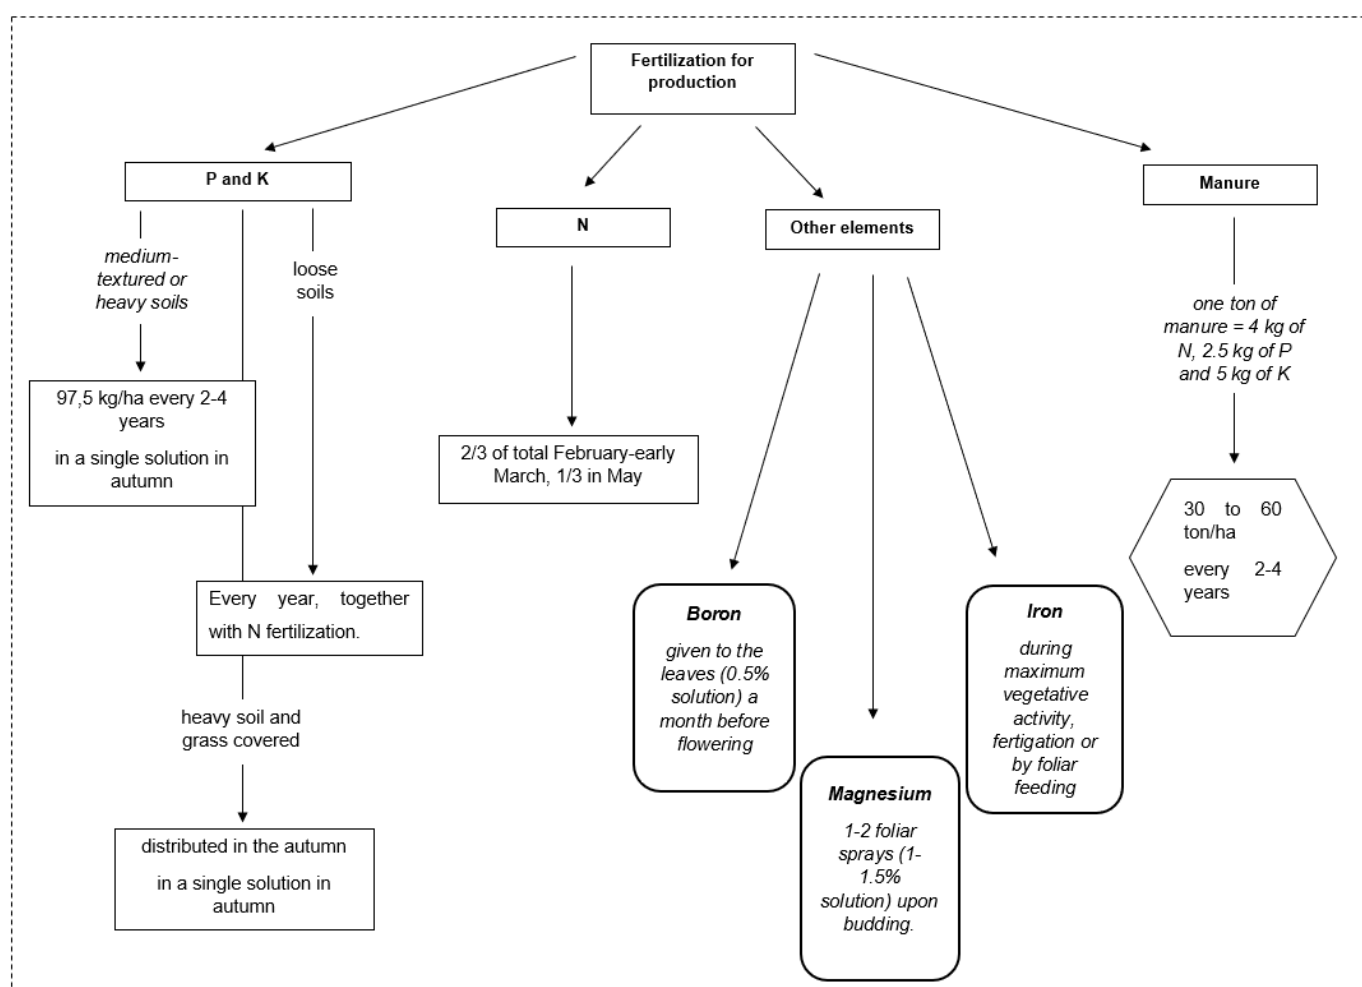 Fertilization for
production
P and K
N
Other elements
Manure
medium-
textured or
heavy soils
loose
soils
one ton of
manure = 4 kg of
N, 2.5 kg of P
and 5 kg of K
97,5 kg/ha every 2-4
years
in a single solution in
autumn
2/3 of total February-early
March, 1/3 in May
30 to 60
ton/ha
every 2-4
years
Every year, together
with N fertilization.
heavy soil and
grass covered
distributed in the autumn
in a single solution in
autumn
Boron
given to the
leaves (0.5%
solution) a
month before
flowering
Magnesium
1-2 foliar
sprays (1-
1.5%
solution) upon
budding.
Iron
during
maximum
vegetative
activity,
fertigation or
by foliar
feeding